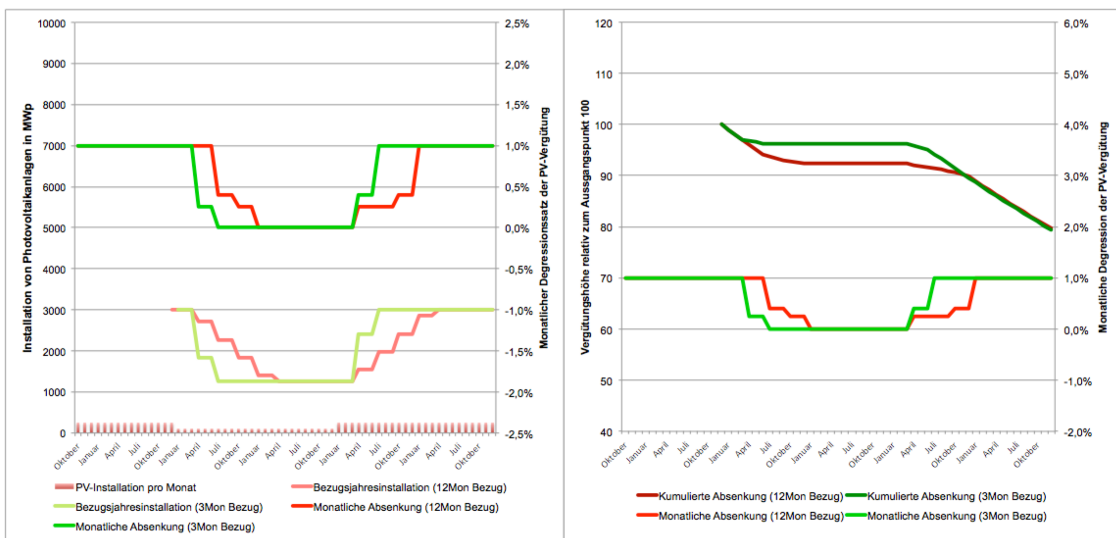 10000
9000
8000
7000
6000
5000
4000
3000
2000
1000
0
Installation von Photovoltaikanlagen in MWp
2,5%
2,0%
1,5%
1,0%
0,5%
0,0%
-0,5%
-1,0%
-1,5%
-2,0%
-2,5%
Monatlicher Degressionssatz der PV-Vergütung
Oktober
Januar
April
Juli
Oktober
Januar
April
Juli
Oktober
Januar
April
Juli
Oktober
Januar
April
Juli
Oktober
Januar
April
Juli
Oktober
PV-Installation pro Monat
Bezugsjahresinstallation (12Mon Bezug)
Bezugsjahresinstallation (3Mon Bezug)
Monatliche Absenkung (12Mon Bezug)
Monatliche Absenkung (3Mon Bezug)
120
110
100
90
80
70
60
50
40
Vergütungshöhe relativ zum Aussgangspunkt 100
6,0%
5,0%
4,0%
3,0%
2,0%
1,0%
0,0%
-1,0%
-2,0%
Monatliche Degression der PV-Vergütung
Oktober
Januar
April
Juli
Oktober
Januar
April
Juli
Oktober
Januar
April
Juli
Oktober
Januar
April
Juli
Oktober
Januar
April
Juli
Oktober
Kumulierte Absenkung (12Mon Bezug)
Kumulierte Absenkung (3Mon Bezug)
Monatliche Absenkung (12Mon Bezug)
Monatliche Absenkung (3Mon Bezug)